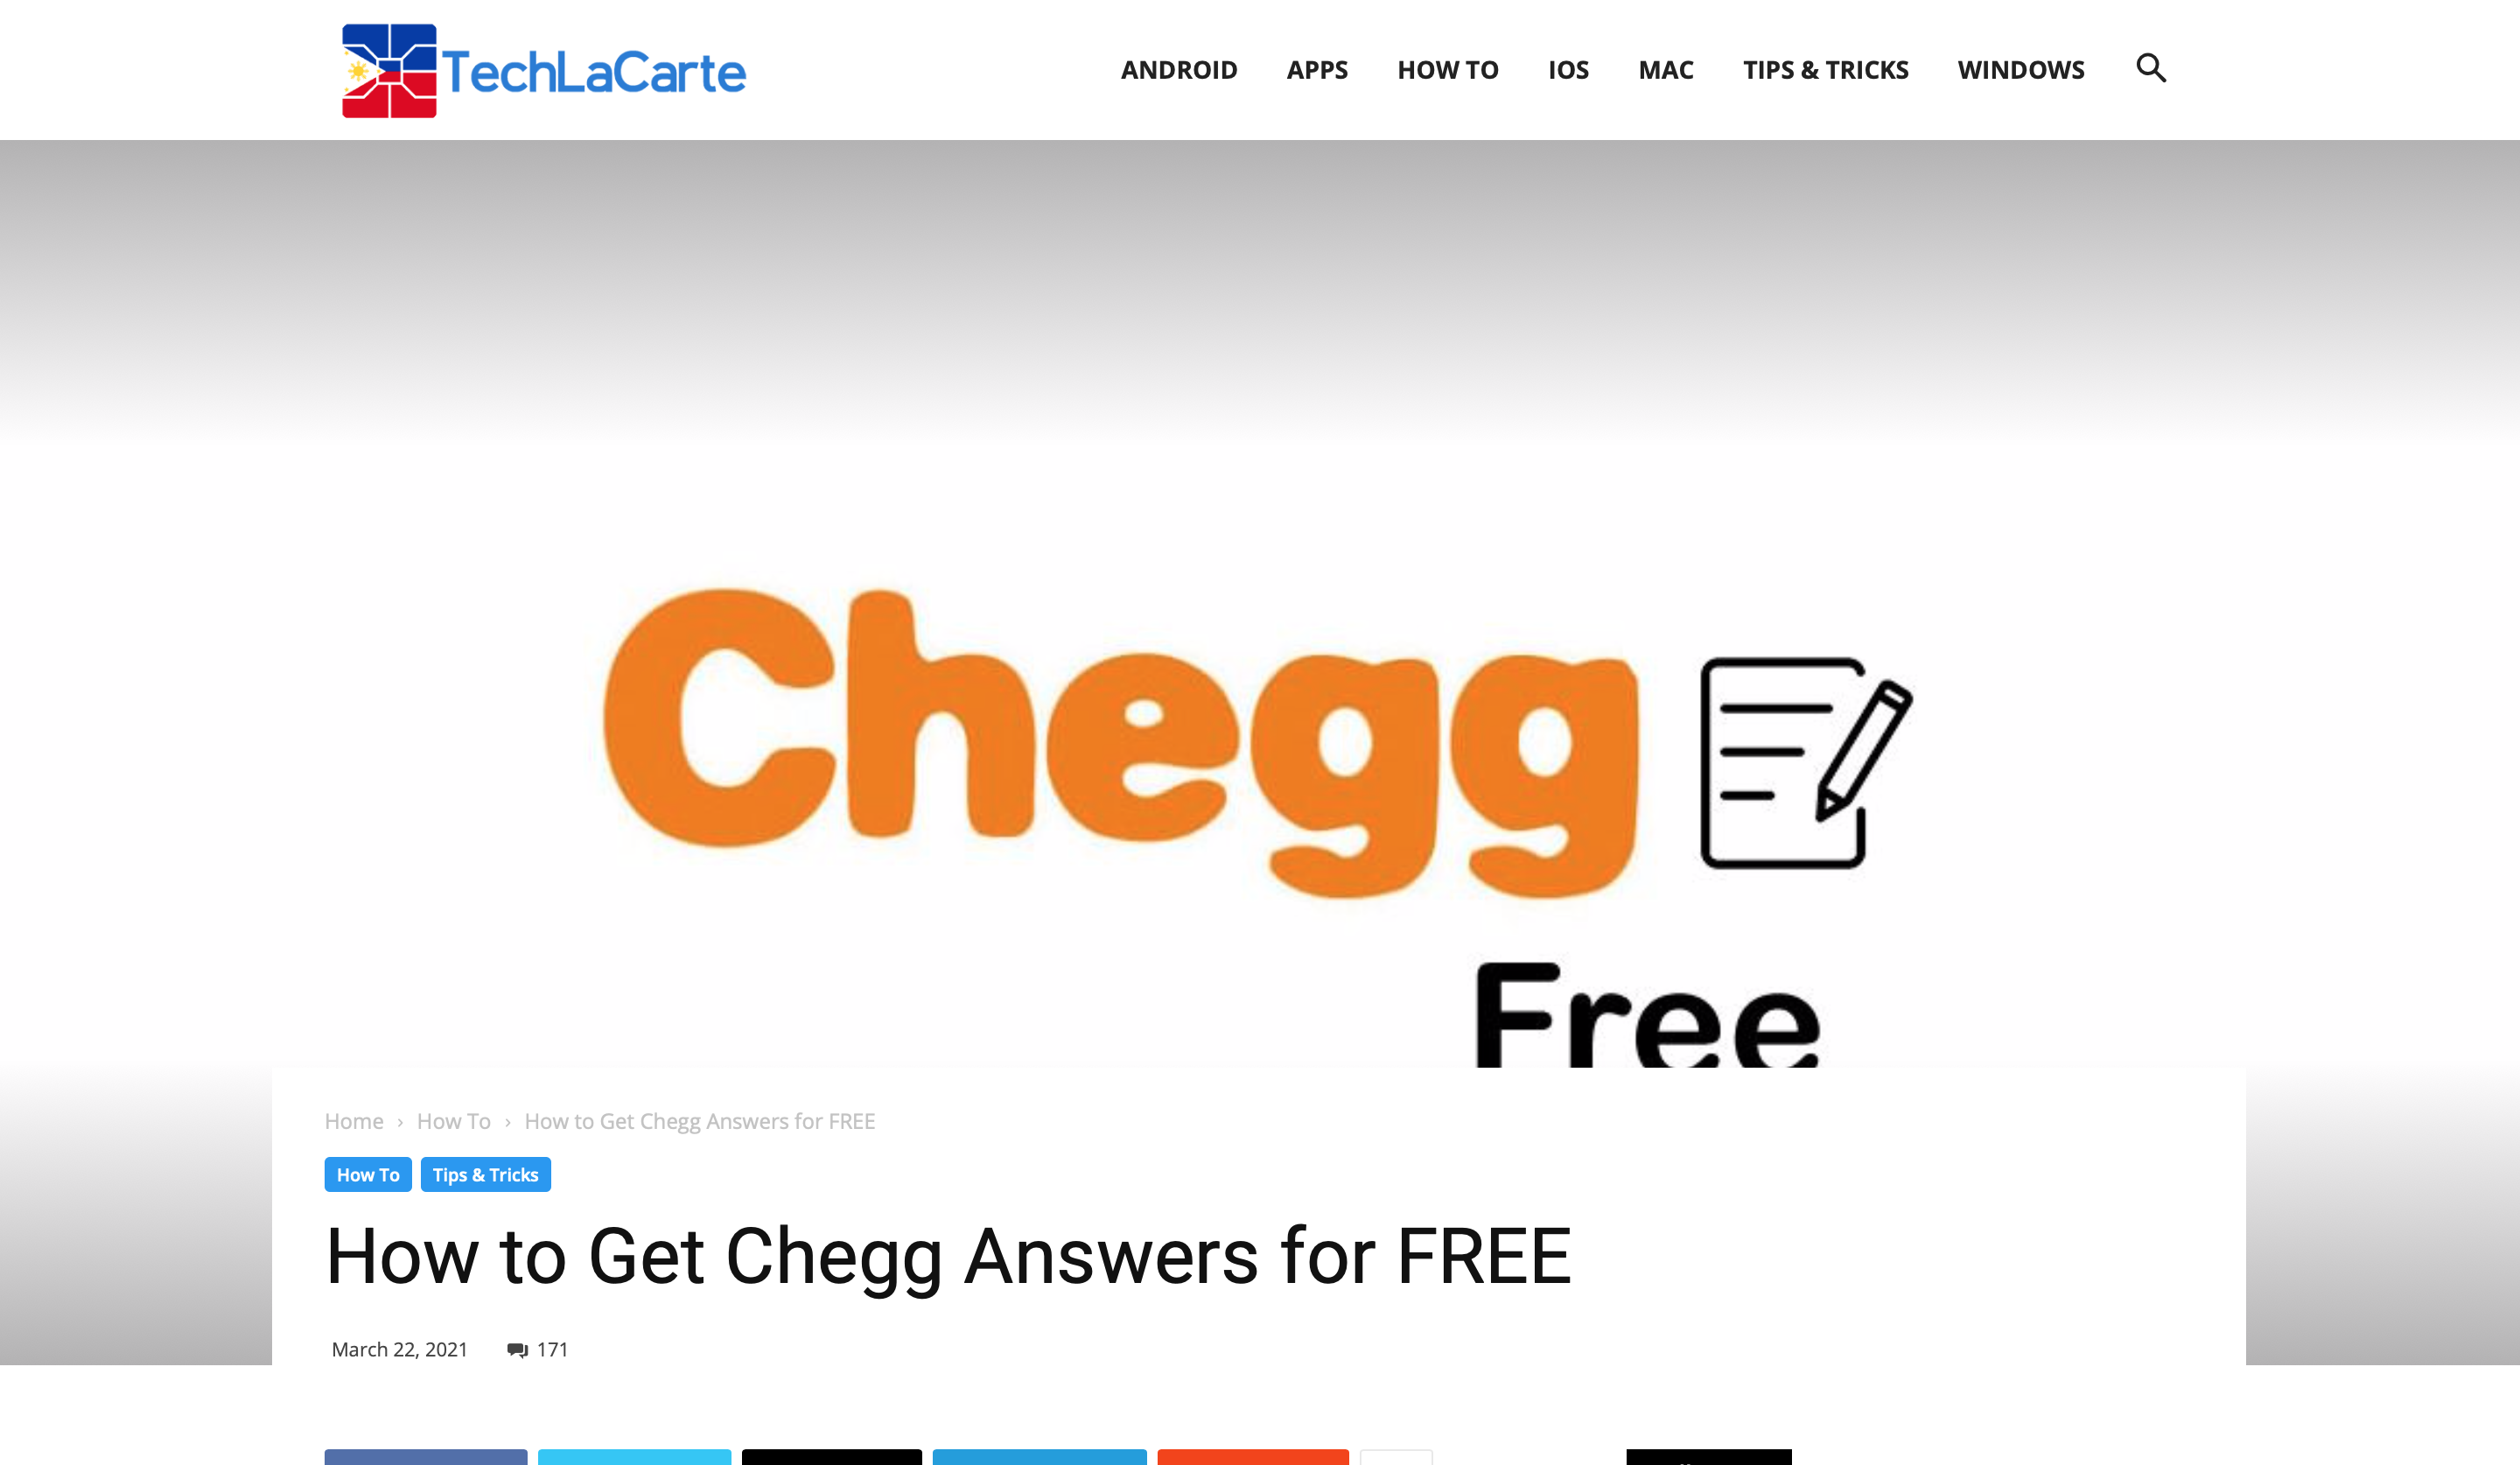 TechLaCarte
ANDROID APPS HOW TO IOS MAC TIPS & TRICKS WINDOWS
Chegg
Free
Home › How To › How to Get Chegg Answers for FREE
How To Tips & Tricks
How to Get Chegg Answers for FREE
March 22, 2021 171